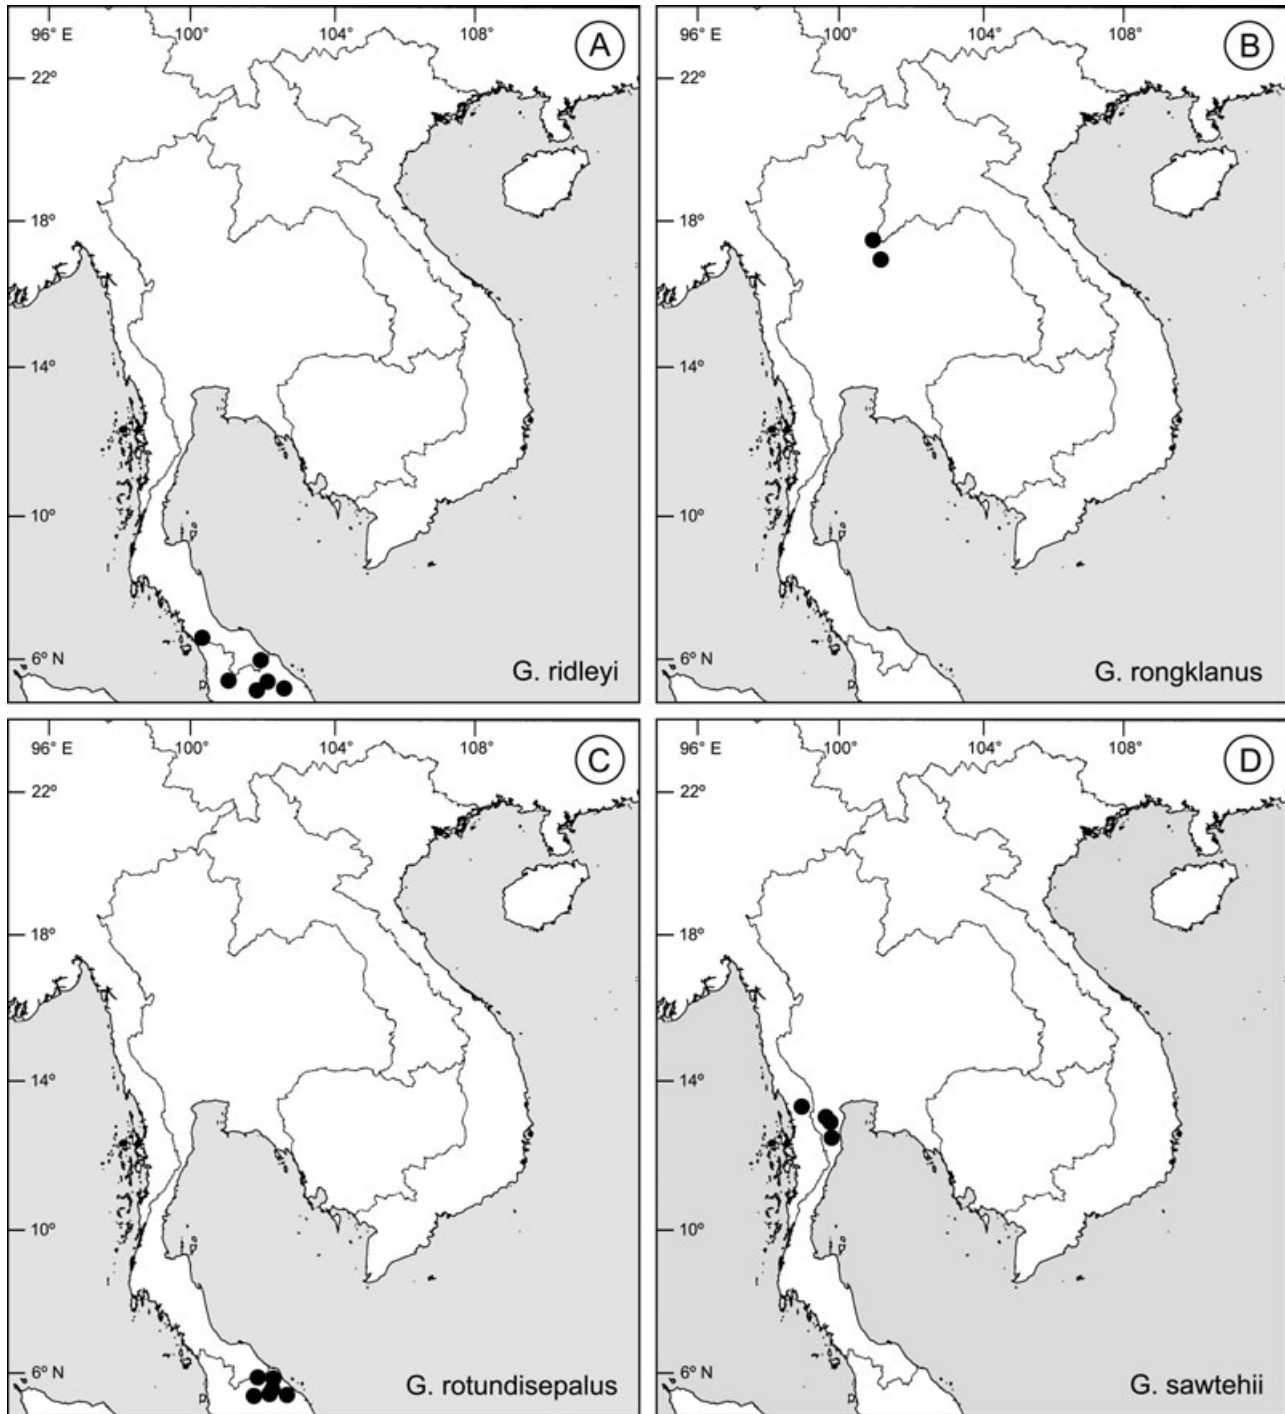 96° E 100° 104° 108° A
22°
18°
14°
10°
6° N
G. ridleyi
96° E 100° 104° 108° B
22°
18°
14°
10°
6° N
G. rongklanus
96° E 100° 104° 108° C
22°
18°
14°
10°
6° N
G. rotundisepalus
96° E 100° 104° 108° D
22°
18°
14°
10°
6° N
G. sawtehii